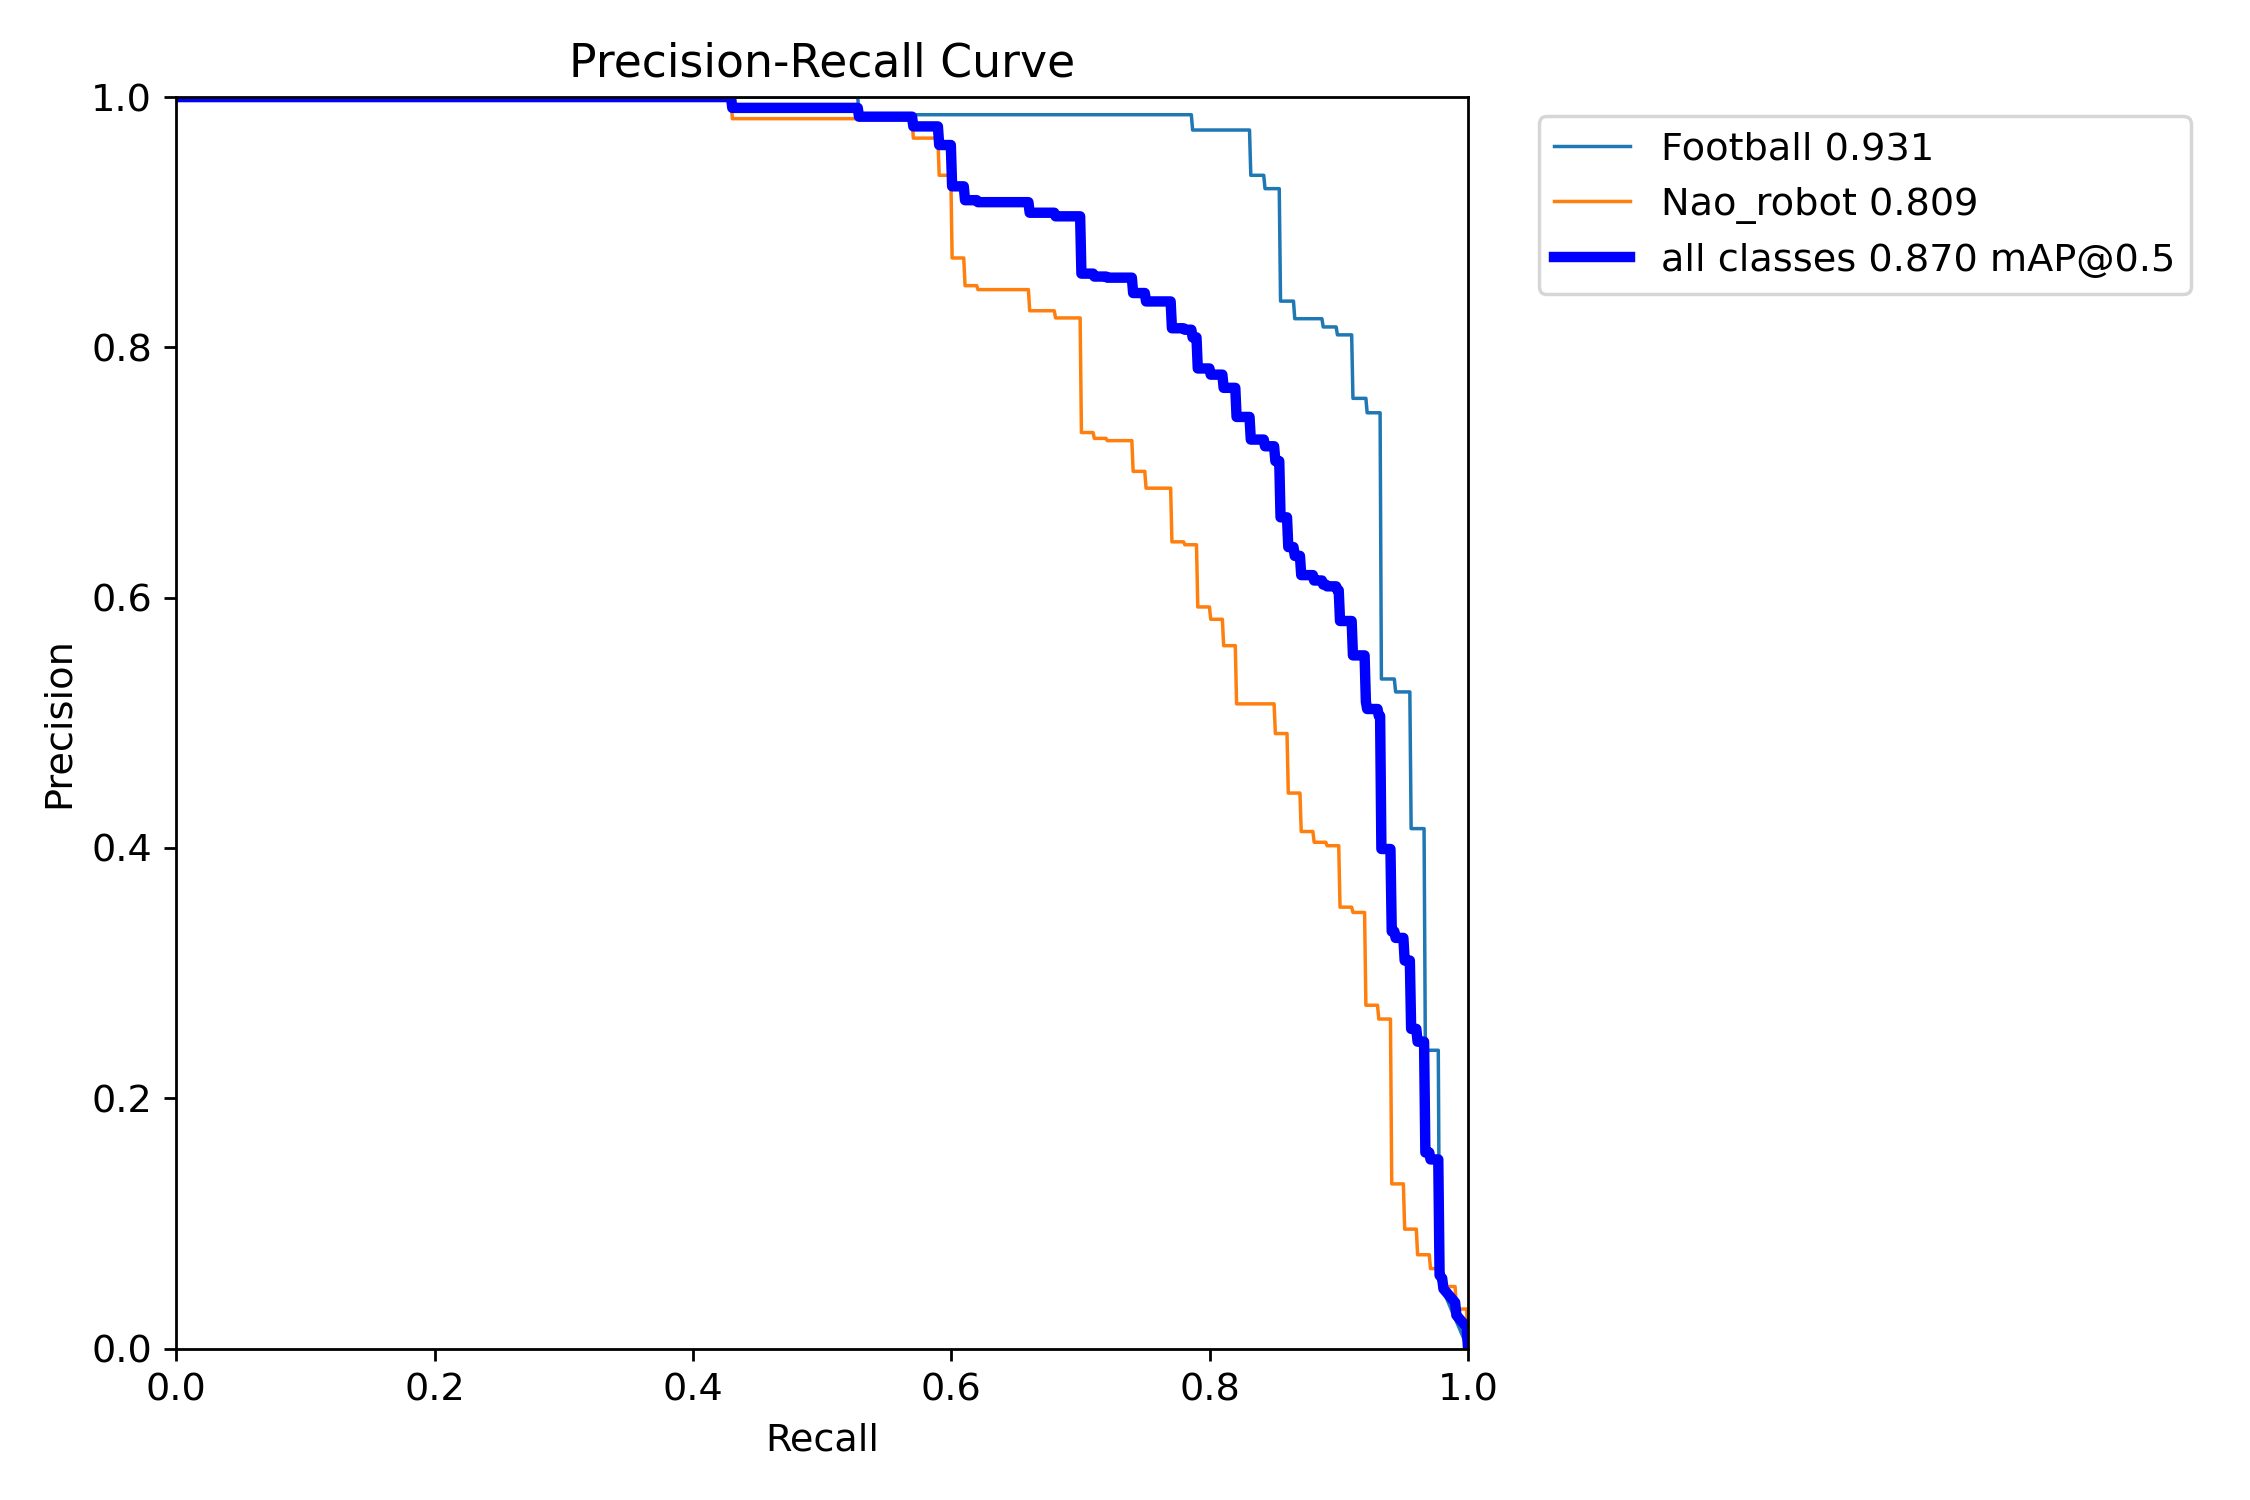 Precision-Recall Curve
Football 0.931
Nao_robot 0.809
all classes 0.870 mAP@0.5
1.0
0.8
0.6
0.4
0.2
0.0
Precision
0.0 0.2 0.4 0.6 0.8 1.0
Recall